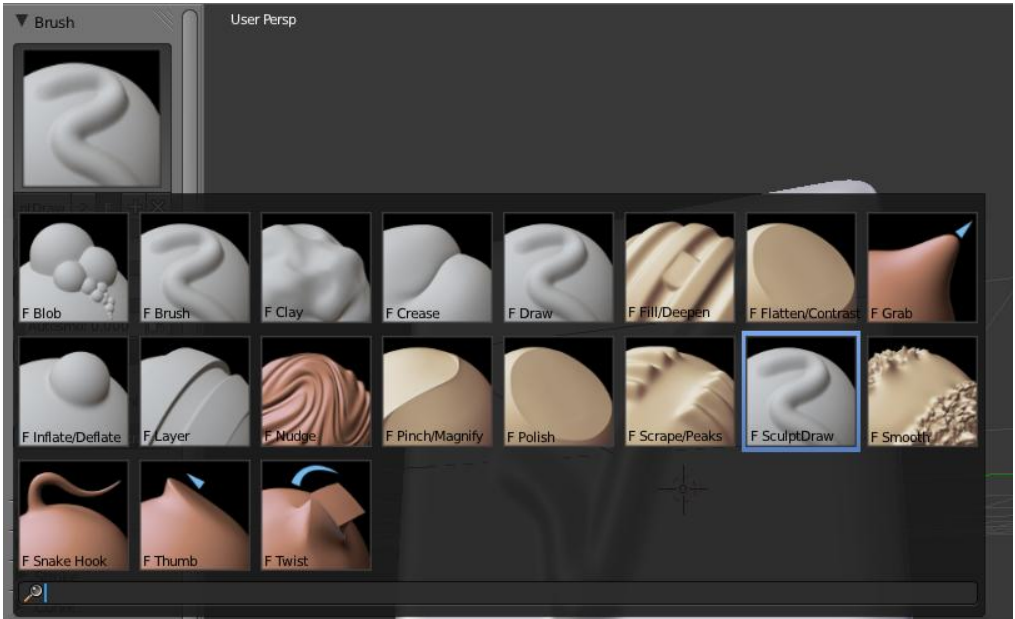 Brush
User Persp
F Blob
F Brush
F Clay
F Crease
F Draw
F Fill/Deepen
F Flatten/Contrast
F Grab
F Inflate/Deflate
F Layer
F Nudge
F Pinch/Magnify
F Polish
F Scrape/Peaks
F SculptDraw
F Smooth
F Snake Hook
F Thumb
F Twist